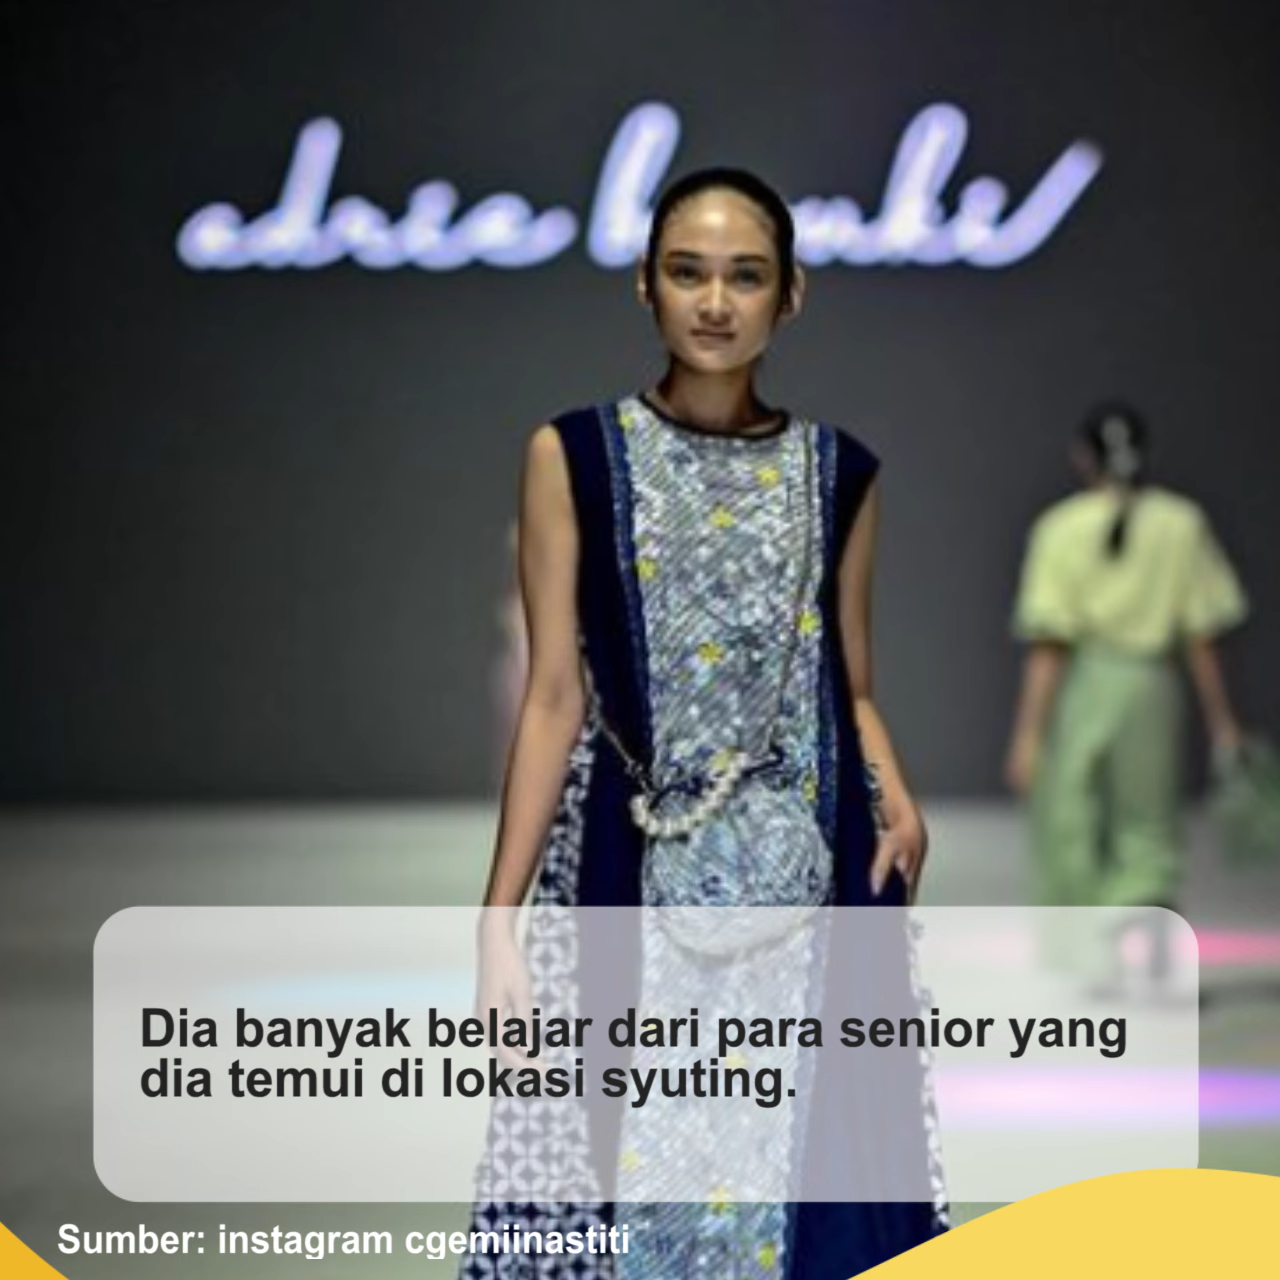 Dia banyak belajar dari para senior yang
dia temui di lokasi syuting.
Sumber: instagram cgemiinastiti